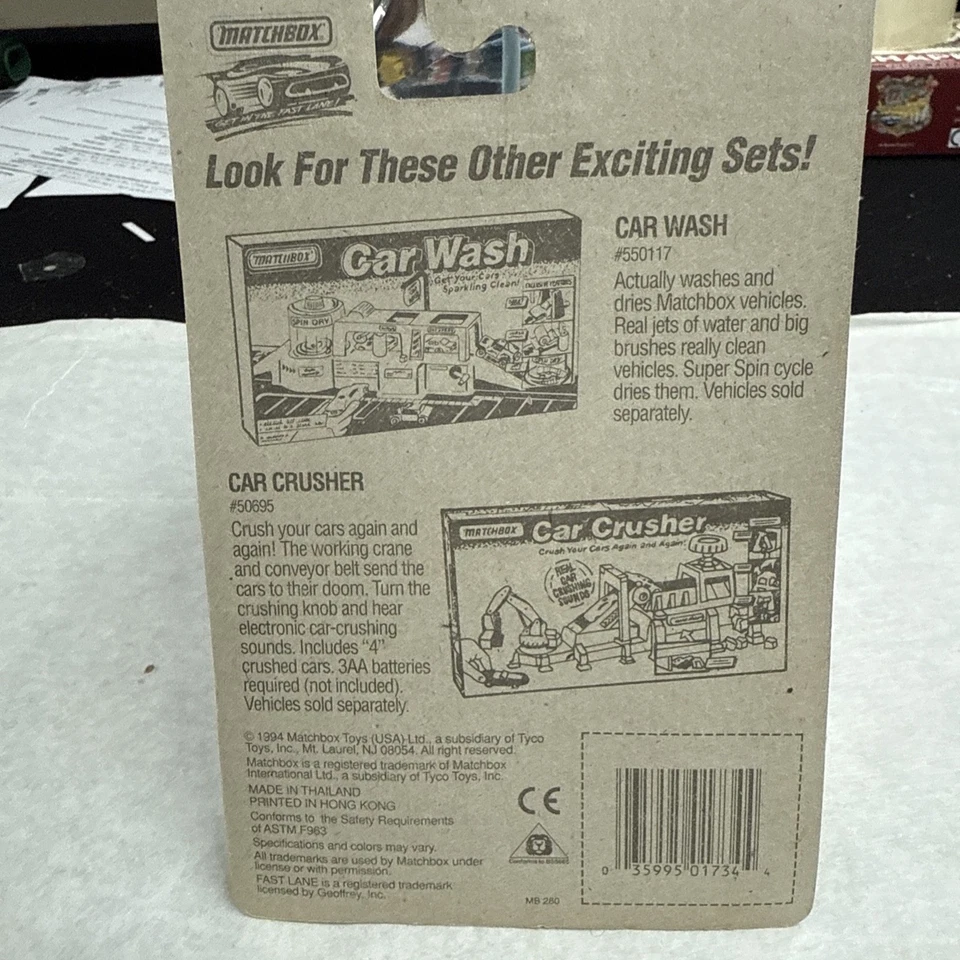 MATCHBOX
GET IN THE FAST LANE!
Look For These Other Exciting Sets!
MATCHBOX
Car Wash
Get Your Cars
Sparkling Clean!
SPIN DRY
CAR WASH
#550117
Actually washes and
dries Matchbox vehicles.
Real jets of water and big
brushes really clean
vehicles. Super Spin cycle
dries them. Vehicles sold
separately.
CAR CRUSHER
#50695
Crush your cars again and
again! The working crane
and conveyor belt send the
cars to their doom. Turn the
crushing knob and hear
electronic car-crushing
sounds. Includes “4”
crushed cars. 3AA batteries
required (not included).
Vehicles sold separately.
MATCHBOX
Car Crusher
Crush Your Cars Again and Again!
REAL
CAR
CRUSHING
SOUNDS
© 1994 Matchbox Toys (USA) Ltd., a subsidiary of Tyco
Toys, Inc., Mt. Laurel, NJ 08054. All right reserved.
Matchbox is a registered trademark of Matchbox
International Ltd., a subsidiary of Tyco Toys, Inc.
MADE IN THAILAND
PRINTED IN HONG KONG
Conforms to the Safety Requirements
of ASTM F963
Specifications and colors may vary.
All trademarks are used by Matchbox under
license or with permission.
FAST LANE is a registered trademark
licensed by Geoffrey, Inc.
CE
Conforms to BS5665
MB 280
0 35995 01734 4